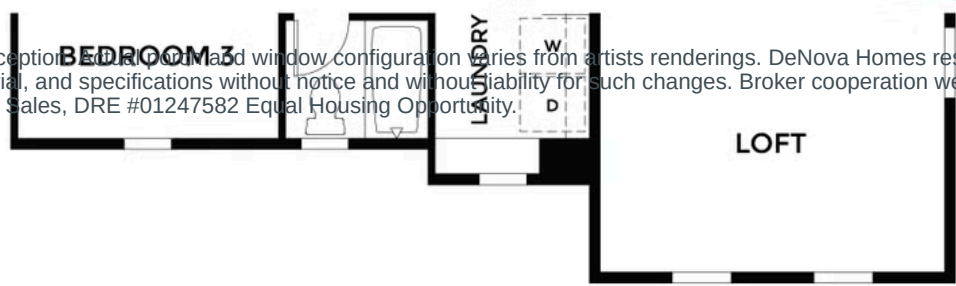 BEDROOM 3
LAUNDRY
W
D
LOFT
ception. Actual porch and window configuration varies from artists renderings. DeNova Homes res
ial, and specifications without notice and without liability for such changes. Broker cooperation we
Sales, DRE #01247582 Equal Housing Opportunity.